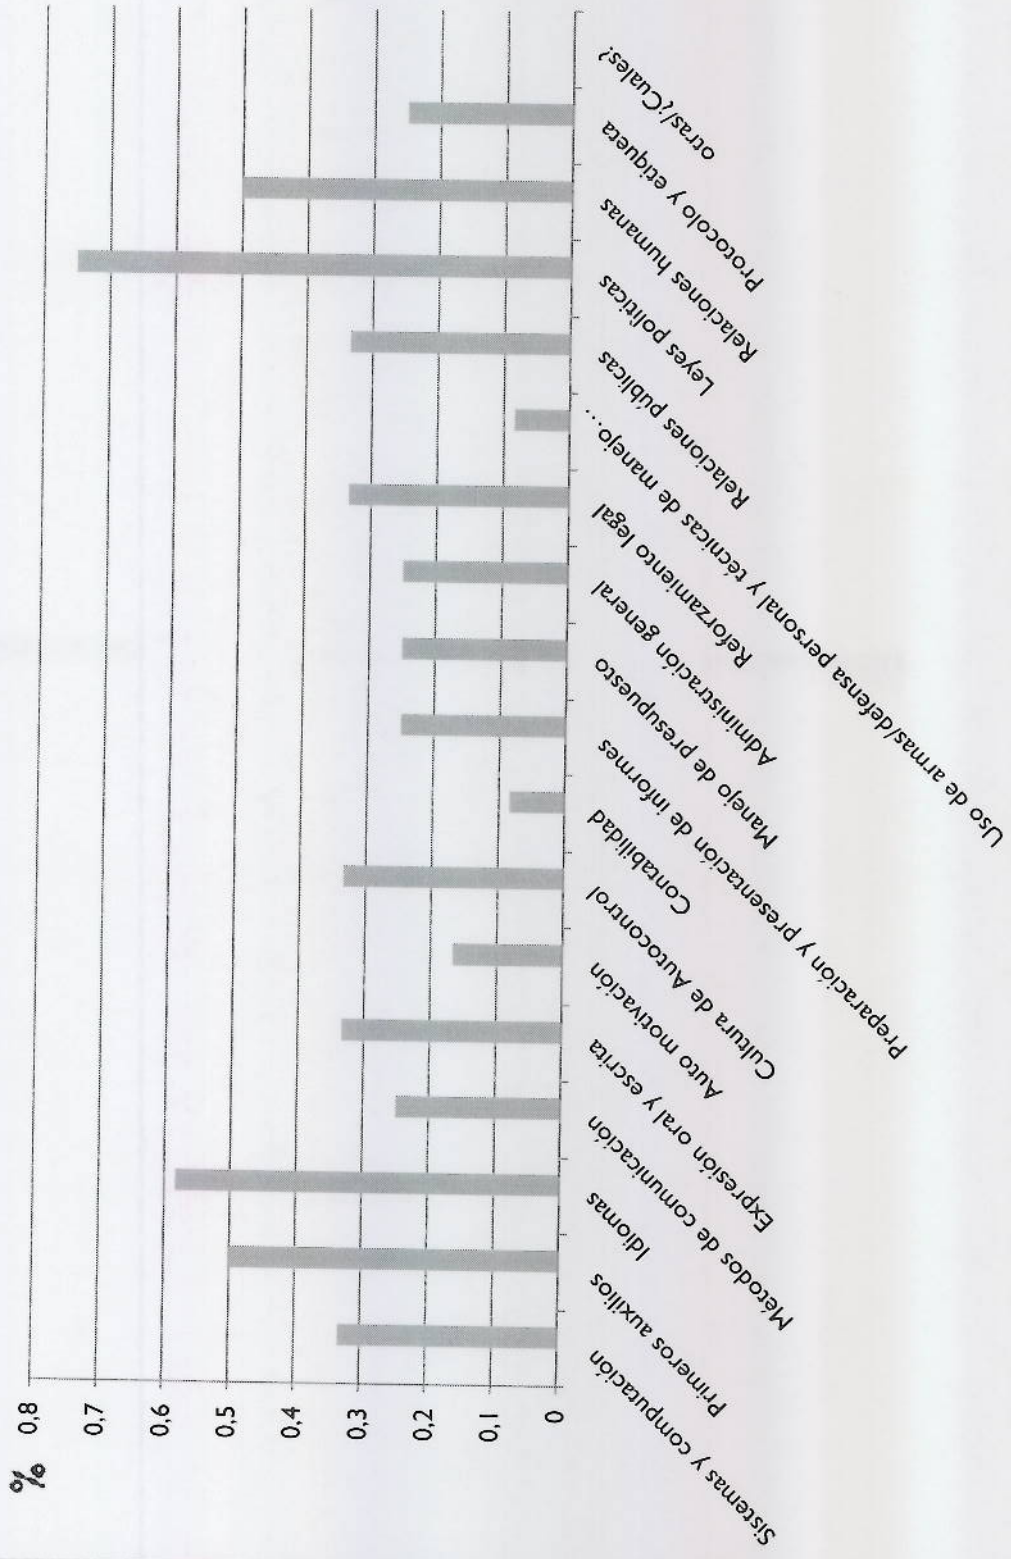 %
0,8
0,7
0,6
0,5
0,4
0,3
0,2
0,1
0
Sistemas y computación
Primeros auxilios
Idiomas
Métodos de comunicación
Expresión oral y escrita
Auto motivación
Cultura de Autocontrol
Contabilidad
Preparación y presentación de informes
Manejo de presupuesto
Administración general
Reforzamiento legal
Uso de armas/defensa personal y técnicas de manejo…
Relaciones públicas
Leyes políticas
Relaciones humanas
Protocolo y etiqueta
otras/¿Cuales?